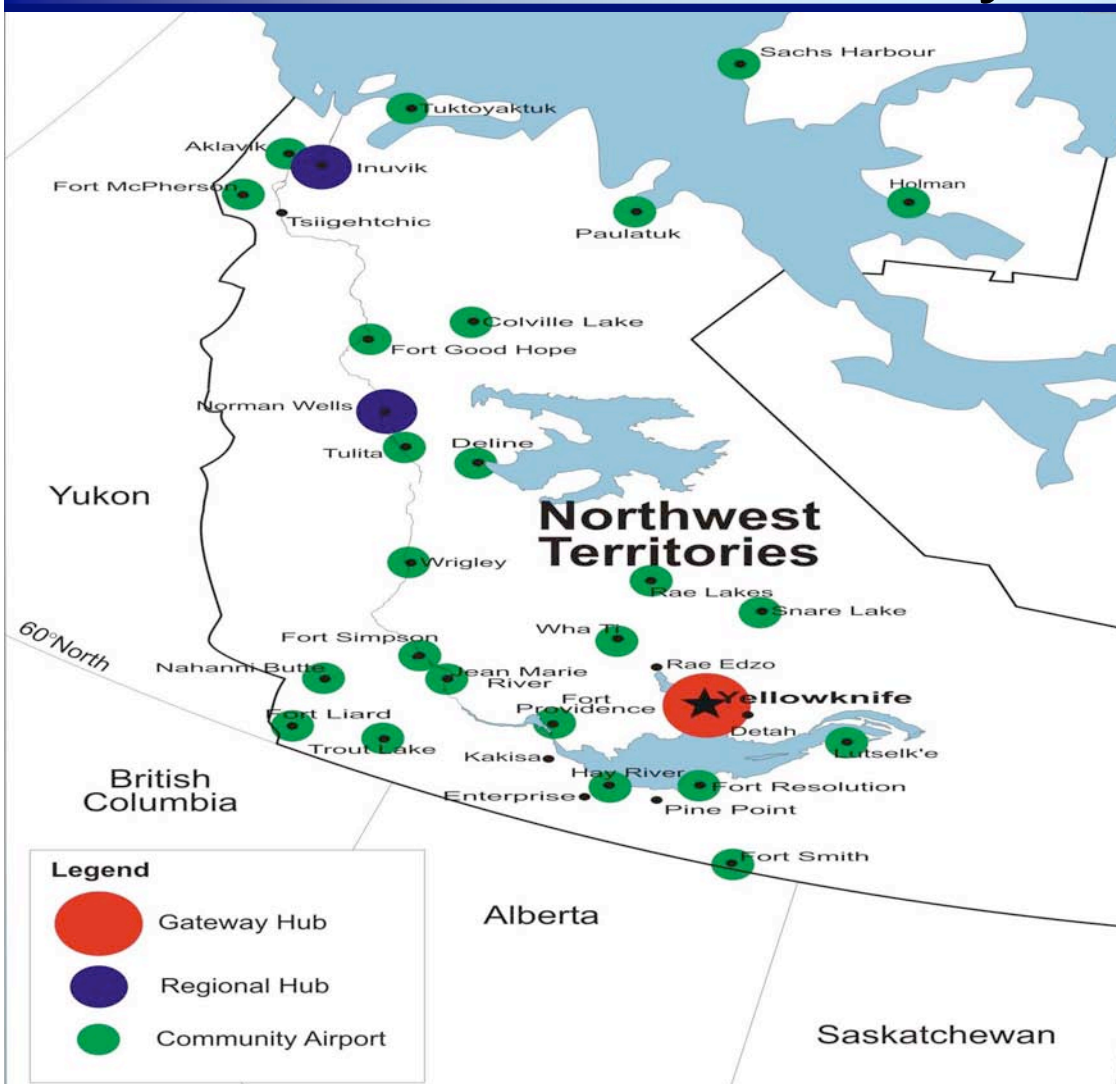 Sachs Harbour
Tuktoyaktuk
Aklavik
Inuvik
Fort McPherson
Holman
Tsiigehtchic
Paulatuk
Colville Lake
Fort Good Hope
Norman Wells
Tulita
Deline
Yukon
Northwest
Territories
Wrigley
Rae Lakes
Snare Lake
Wha Ti
60°North
Fort Simpson
Rae Edzo
Nahanni Butte
Jean Marie
River
Fort
Providence
Yellowknife
Fort Liard
Detah
Trout Lake
Lutselk'e
Kakisa
Hay River
British
Columbia
Enterprise
Fort Resolution
Pine Point
Fort Smith
Legend
Gateway Hub
Alberta
Regional Hub
Community Airport
Saskatchewan